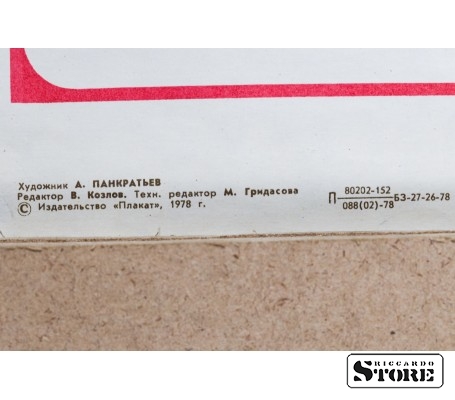 Художник А. ПАНКРАТЬЕВ
Редактор В. Козлов. Техн. редактор М. Гридасова
© Издательство «Плакат», 1978 г.
П 80202-152 БЗ-27-26-78
088(02)-78
RICCARDO
STORE